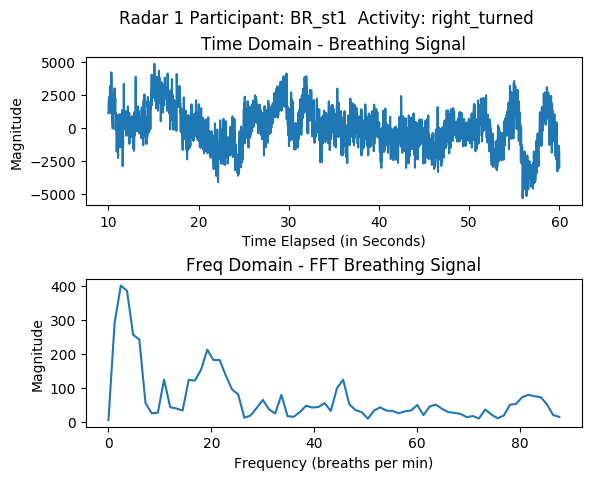 Radar 1 Participant: BR_st1  Activity: right_turned
Time Domain - Breathing Signal
Magnitude
5000
2500
0
−2500
−5000
10 20 30 40 50 60
Time Elapsed (in Seconds)
Freq Domain - FFT Breathing Signal
Magnitude
400
300
200
100
0
0 20 40 60 80
Frequency (breaths per min)